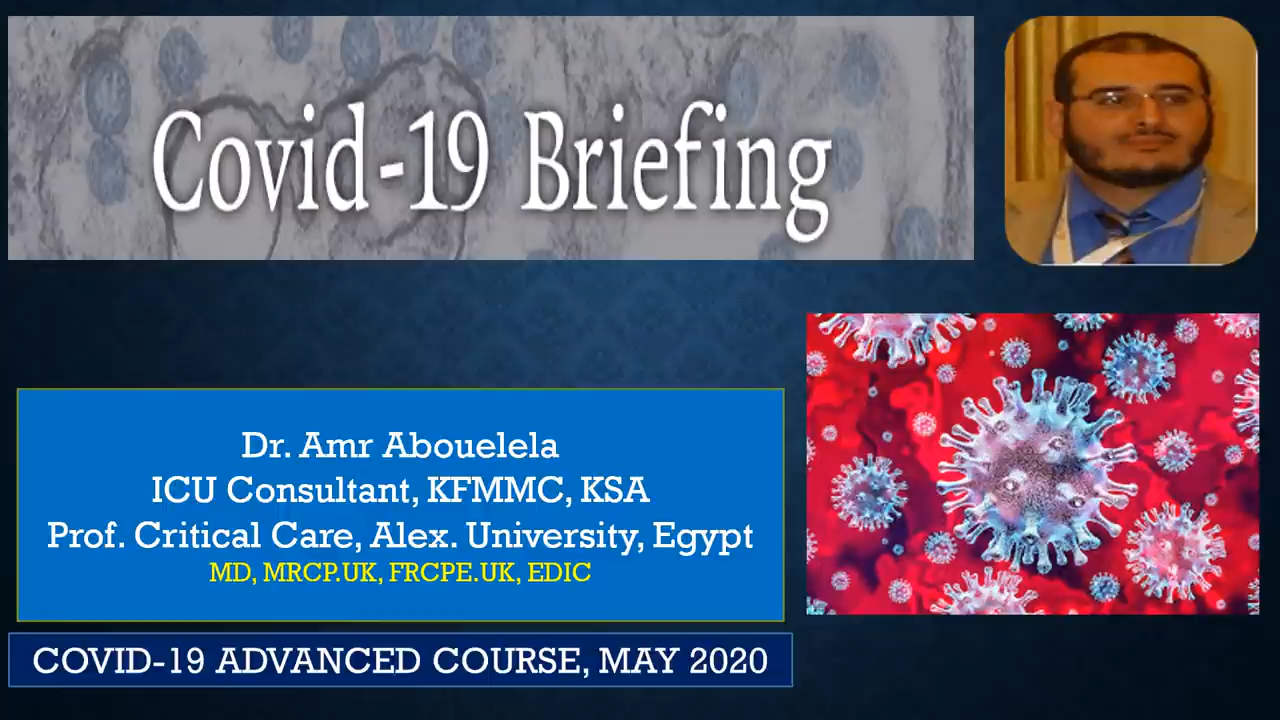 Covid-19 Briefing
Dr. Amr Abouelela
ICU Consultant, KFMMC, KSA
Prof. Critical Care, Alex. University, Egypt
MD, MRCP.UK, FRCPE.UK, EDIC
COVID-19 ADVANCED COURSE, MAY 2020